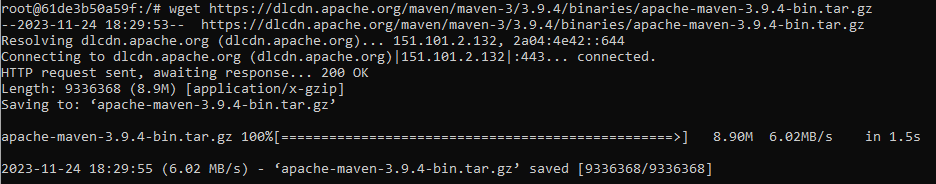 root@61de3b50a59f:/# wget https://dlcdn.apache.org/maven/maven-3/3.9.4/binaries/apache-maven-3.9.4-bin.tar.gz
--2023-11-24 18:29:53--  https://dlcdn.apache.org/maven/maven-3/3.9.4/binaries/apache-maven-3.9.4-bin.tar.gz
Resolving dlcdn.apache.org (dlcdn.apache.org)... 151.101.2.132, 2a04:4e42::644
Connecting to dlcdn.apache.org (dlcdn.apache.org)|151.101.2.132|:443... connected.
HTTP request sent, awaiting response... 200 OK
Length: 9336368 (8.9M) [application/x-gzip]
Saving to: ‘apache-maven-3.9.4-bin.tar.gz’
apache-maven-3.9.4-bin.tar.gz 100%[=================================================>]   8.90M  6.02MB/s    in 1.5s
2023-11-24 18:29:55 (6.02 MB/s) - ‘apache-maven-3.9.4-bin.tar.gz’ saved [9336368/9336368]